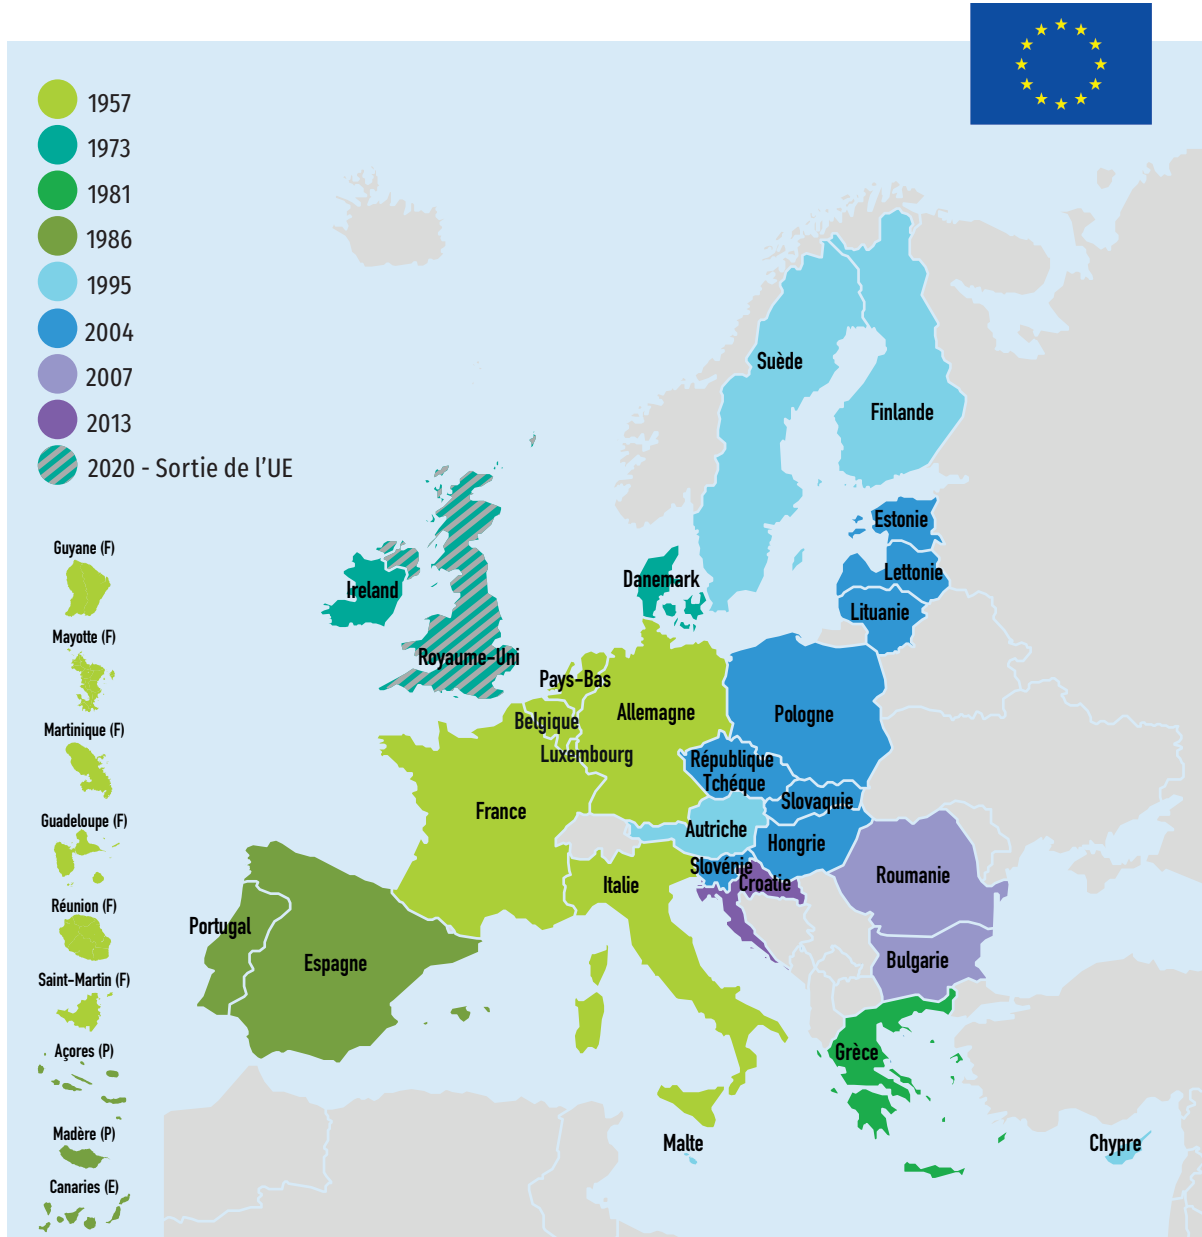 1957
1973
1981
1986
1995
2004
2007
2013
2020 - Sortie de l’UE
Guyane (F)
Mayotte (F)
Martinique (F)
Guadeloupe (F)
Réunion (F)
Saint-Martin (F)
Açores (P)
Madère (P)
Canaries (E)
Suède
Finlande
Estonie
Lettonie
Lituanie
Danemark
Ireland
Royaume-Uni
Pays-Bas
Belgique
Allemagne
Luxembourg
Pologne
République
Tchéque
Slovaquie
France
Autriche
Hongrie
Slovénie
Croatie
Italie
Roumanie
Bulgarie
Portugal
Espagne
Grèce
Malte
Chypre